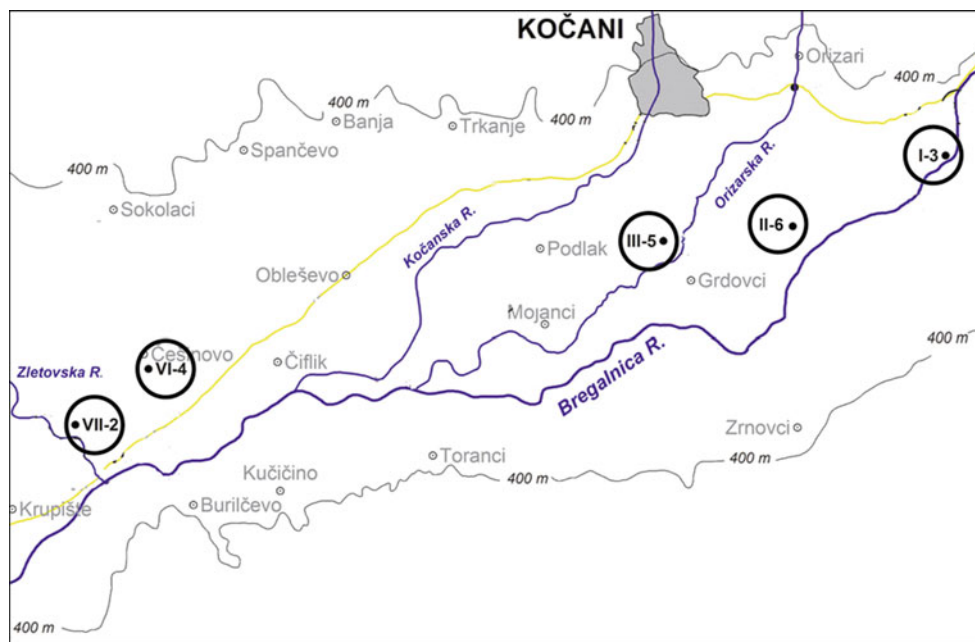 KOČANI
Orizari
400 m
400 m
400 m
Banja
Trkanje
400 m
Spančevo
400 m
I-3
Sokolaci
Orizarska R.
Kočanska R.
II-6
III-5
Podlak
Obleševo
Grdovci
Mojanci
400 m
Češinovo
Čiflik
VI-4
Zletovska R.
Bregalnica R.
VII-2
Zrnovci
Toranci
400 m
Kučičino
400 m
Krupište
Burilčevo
400 m